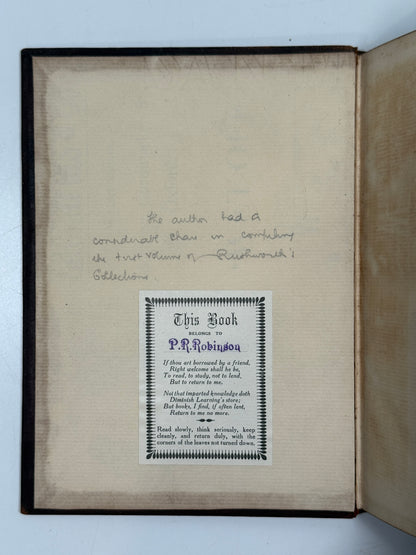 The author had a
considerable share in compiling
the first volume of Rushworth's
Collections.
This Book
BELONGS TO
P.R.Robinson
If thou art borrowed by a friend,
Right welcome shall he be,
To read, to study, not to lend,
But to return to me.
Not that imparted knowledge doth
Diminish Learning's store;
But books, I find, if often lent,
Return to me no more.
Read slowly, think seriously, keep
cleanly, and return duly, with the
corners of the leaves not turned down.